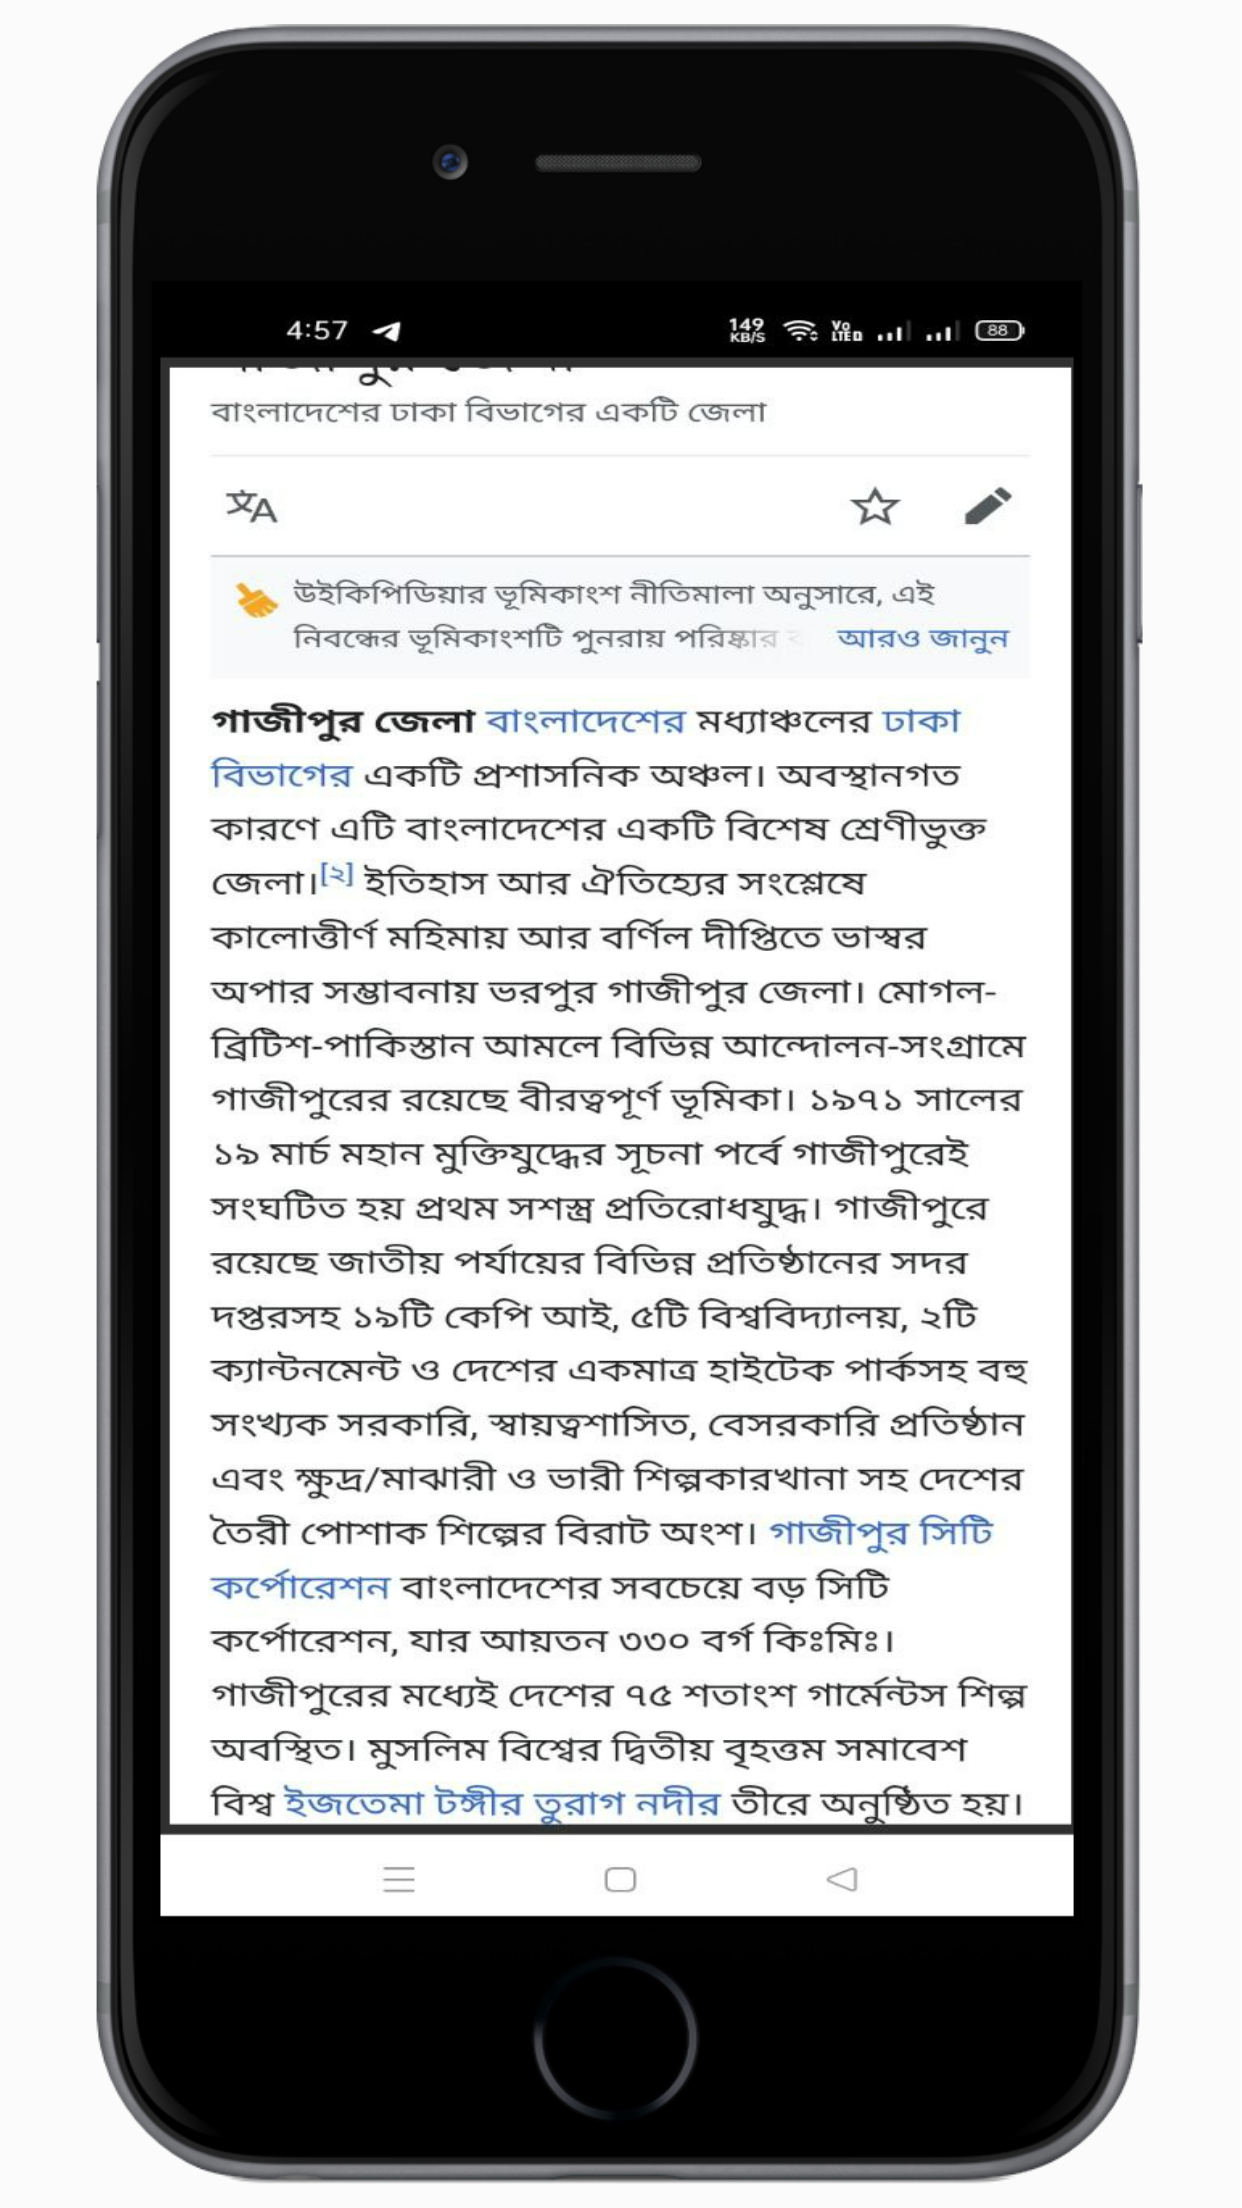 4:57
149 KB/S
Vo LTE
88
বাংলাদেশের ঢাকা বিভাগের একটি জেলা
文A
উইকিপিডিয়ার ভূমিকাংশ নীতিমালা অনুসারে, এই
নিবন্ধের ভূমিকাংশটি পুনরায় পরিষ্কার আরও জানুন
গাজীপুর জেলা বাংলাদেশের মধ্যাঞ্চলের ঢাকা
বিভাগের একটি প্রশাসনিক অঞ্চল। অবস্থানগত
কারণে এটি বাংলাদেশের একটি বিশেষ শ্রেণীভুক্ত
জেলা।[২] ইতিহাস আর ঐতিহ্যের সংশ্লেষে
কালোত্তীর্ণ মহিমায় আর বর্ণিল দীপ্তিতে ভাস্বর
অপার সম্ভাবনায় ভরপুর গাজীপুর জেলা। মোগল-
ব্রিটিশ-পাকিস্তান আমলে বিভিন্ন আন্দোলন-সংগ্রামে
গাজীপুরের রয়েছে বীরত্বপূর্ণ ভূমিকা। ১৯৭১ সালের
১৯ মার্চ মহান মুক্তিযুদ্ধের সূচনা পর্বে গাজীপুরেই
সংঘটিত হয় প্রথম সশস্ত্র প্রতিরোধযুদ্ধ। গাজীপুরে
রয়েছে জাতীয় পর্যায়ের বিভিন্ন প্রতিষ্ঠানের সদর
দপ্তরসহ ১৯টি কেপি আই, ৫টি বিশ্ববিদ্যালয়, ২টি
ক্যান্টনমেন্ট ও দেশের একমাত্র হাইটেক পার্কসহ বহু
সংখ্যক সরকারি, স্বায়ত্বশাসিত, বেসরকারি প্রতিষ্ঠান
এবং ক্ষুদ্র/মাঝারী ও ভারী শিল্পকারখানা সহ দেশের
তৈরী পোশাক শিল্পের বিরাট অংশ। গাজীপুর সিটি
কর্পোরেশন বাংলাদেশের সবচেয়ে বড় সিটি
কর্পোরেশন, যার আয়তন ৩৩০ বর্গ কিঃমিঃ।
গাজীপুরের মধ্যেই দেশের ৭৫ শতাংশ গার্মেন্টস শিল্প
অবস্থিত। মুসলিম বিশ্বের দ্বিতীয় বৃহত্তম সমাবেশ
বিশ্ব ইজতেমা টঙ্গীর তুরাগ নদীর তীরে অনুষ্ঠিত হয়।